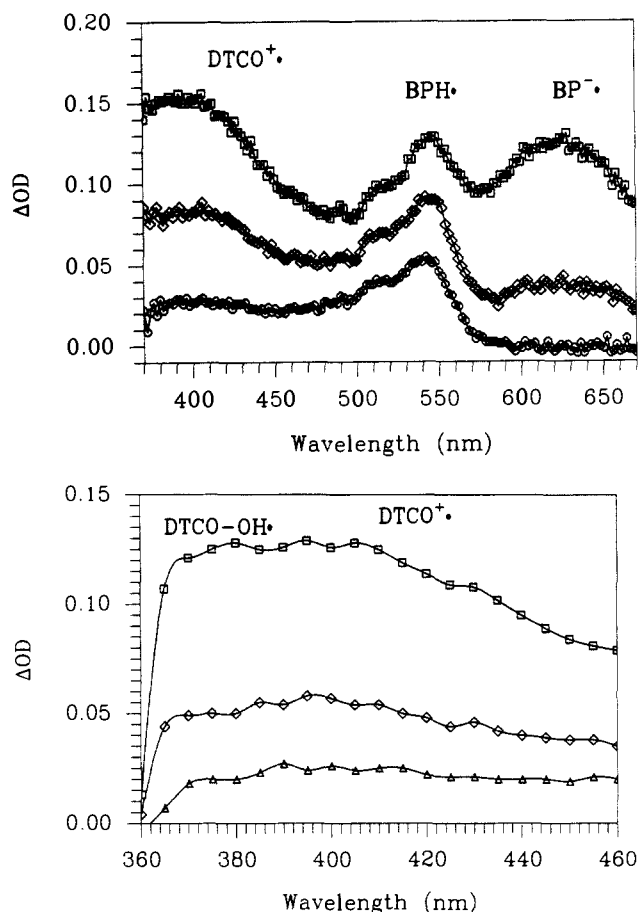 0.20
DTCO⁺•
BPH•
BP⁻•
0.15
0.10
0.05
0.00
ΔOD
400 450 500 550 600 650
Wavelength (nm)
0.15
DTCO-OH•
DTCO⁺•
0.10
0.05
0.00
ΔOD
360 380 400 420 440 460
Wavelength (nm)